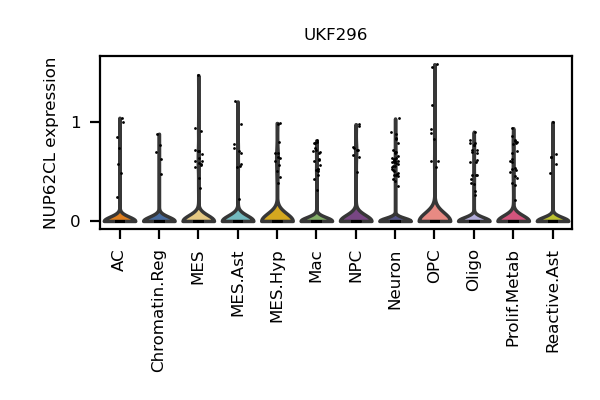 UKF296
NUP62CL expression
1
0
AC
Chromatin.Reg
MES
MES.Ast
MES.Hyp
Mac
NPC
Neuron
OPC
Oligo
Prolif.Metab
Reactive.Ast